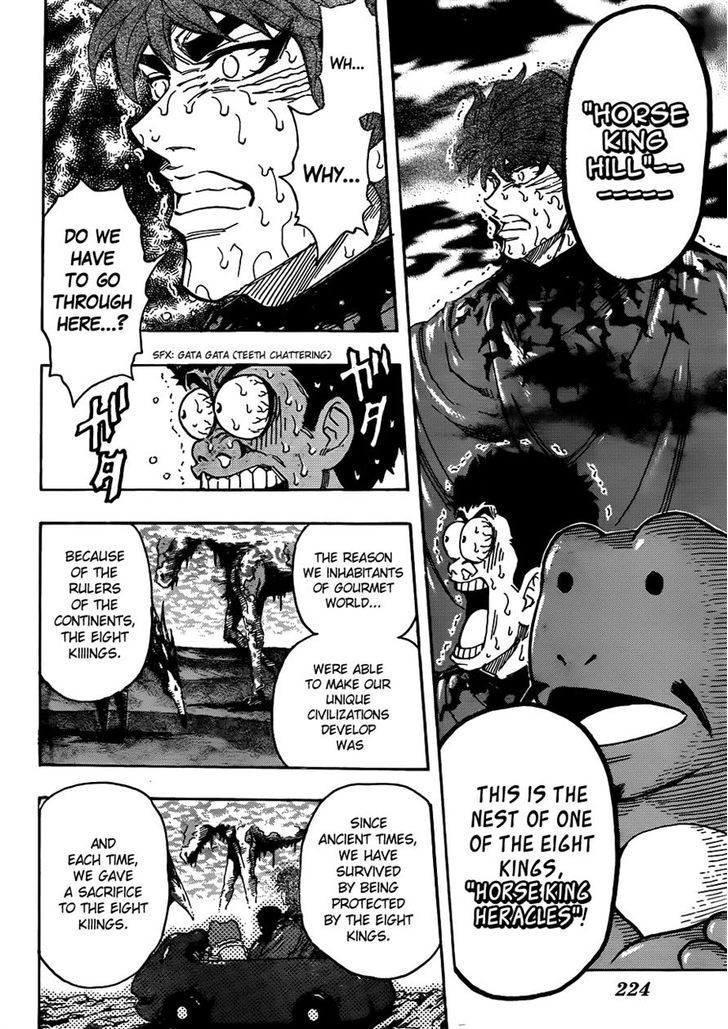 "HORSE
KING
HILL"--
-----
THIS IS THE
NEST OF ONE
OF THE EIGHT
KINGS,
"HORSE KING
HERACLES"!
WH...
WHY...
DO WE
HAVE
TO GO
THROUGH
HERE...?
SFX: GATA GATA (TEETH CHATTERING)
ガタ
ガタ
THE REASON
WE INHABITANTS
OF GOURMET
WORLD...
WERE ABLE
TO MAKE OUR
UNIQUE
CIVILIZATIONS
DEVELOP
WAS
BECAUSE
OF THE
RULERS
OF THE
CONTINENTS,
THE EIGHT
KIIINGS.
SINCE
ANCIENT TIMES,
WE HAVE
SURVIVED
BY BEING
PROTECTED
BY THE EIGHT
KINGS.
AND
EACH TIME,
WE GAVE
A SACRIFICE
TO THE EIGHT
KIIINGS.
224